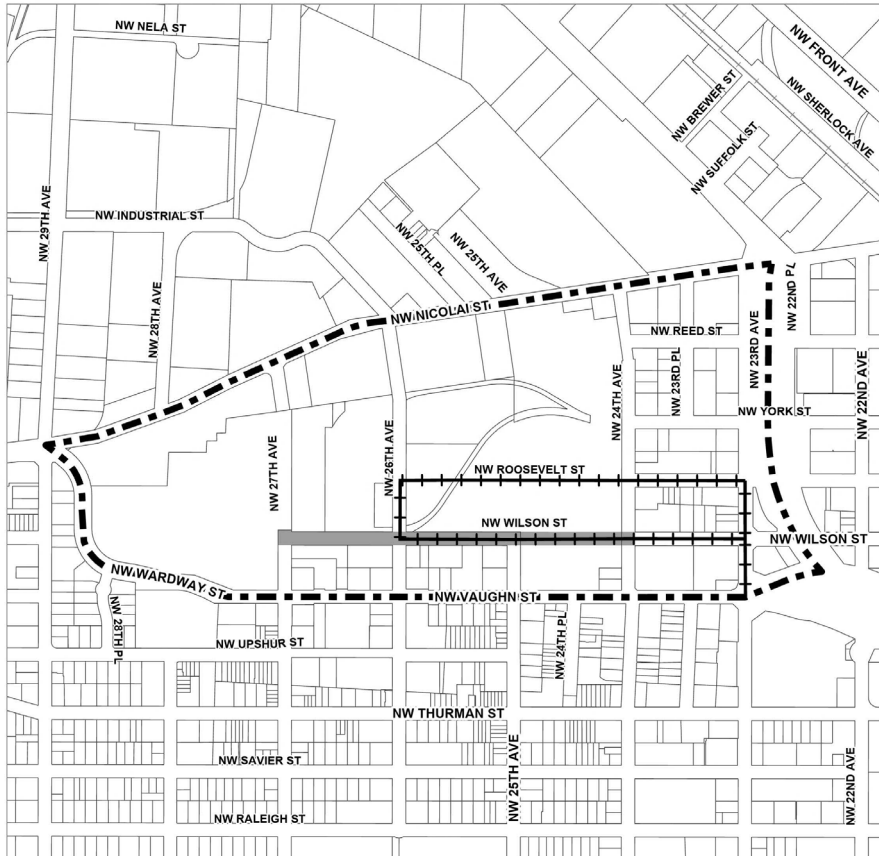 NW NELA ST
NW FRONT AVE
NW SHERLOCK AVE
NW BREWER ST
NW SUFFOLK ST
NW 29TH AVE
NW INDUSTRIAL ST
NW 25TH PL
NW 25TH AVE
NW 28TH AVE
NW NICOLAI ST
NW 22ND PL
NW REED ST
NW 23RD AVE
NW 24TH AVE
NW 23RD PL
NW 22ND AVE
NW YORK ST
NW 27TH AVE
NW 26TH AVE
NW ROOSEVELT ST
NW WILSON ST
NW WILSON ST
NW WARDWAY ST
NW VAUGHN ST
NW 28TH PL
NW 24TH PL
NW UPSHUR ST
NW THURMAN ST
NW 25TH AVE
NW SAVIER ST
NW 22ND AVE
NW RALEIGH ST